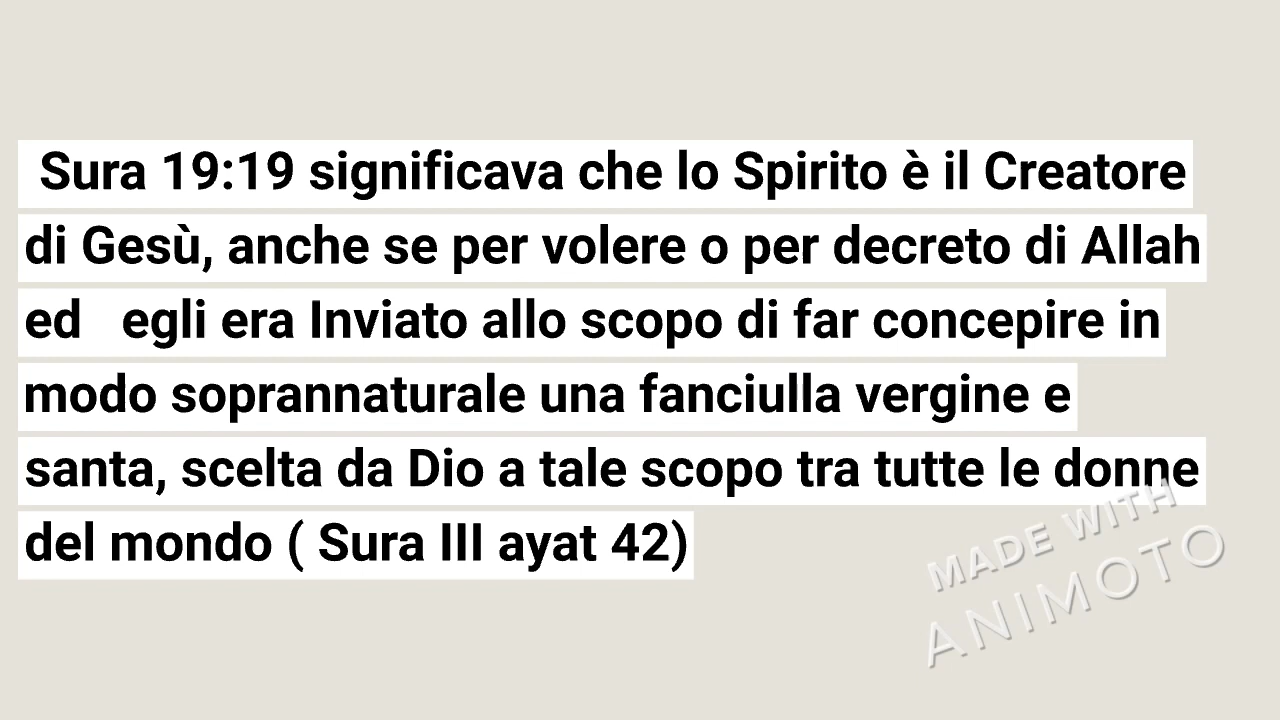 Sura 19:19 significava che lo Spirito è il Creatore
di Gesù, anche se per volere o per decreto di Allah
ed   egli era Inviato allo scopo di far concepire in
modo soprannaturale una fanciulla vergine e
santa, scelta da Dio a tale scopo tra tutte le donne
del mondo ( Sura III ayat 42)
MADE WITH
ANIMOTO